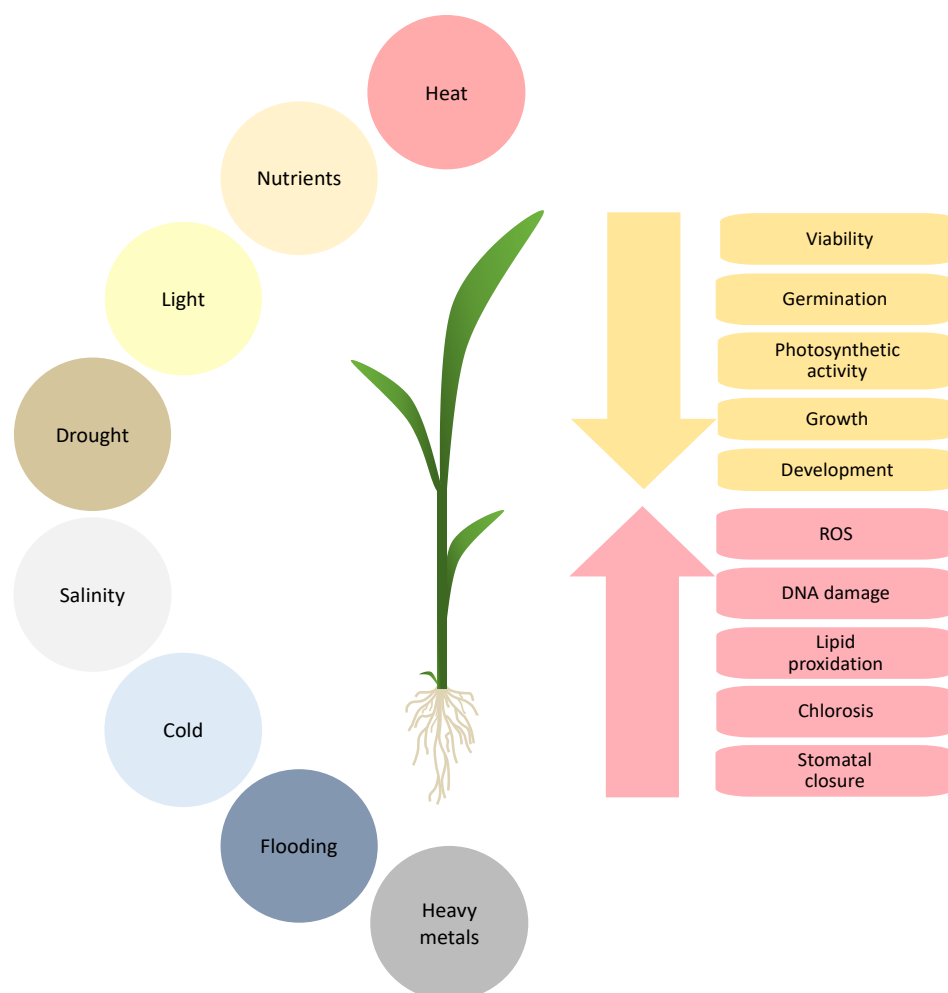 Heat
Nutrients
Light
Drought
Salinity
Cold
Flooding
Heavy
metals
Viability
Germination
Photosynthetic
activity
Growth
Development
ROS
DNA damage
Lipid
proxidation
Chlorosis
Stomatal
closure